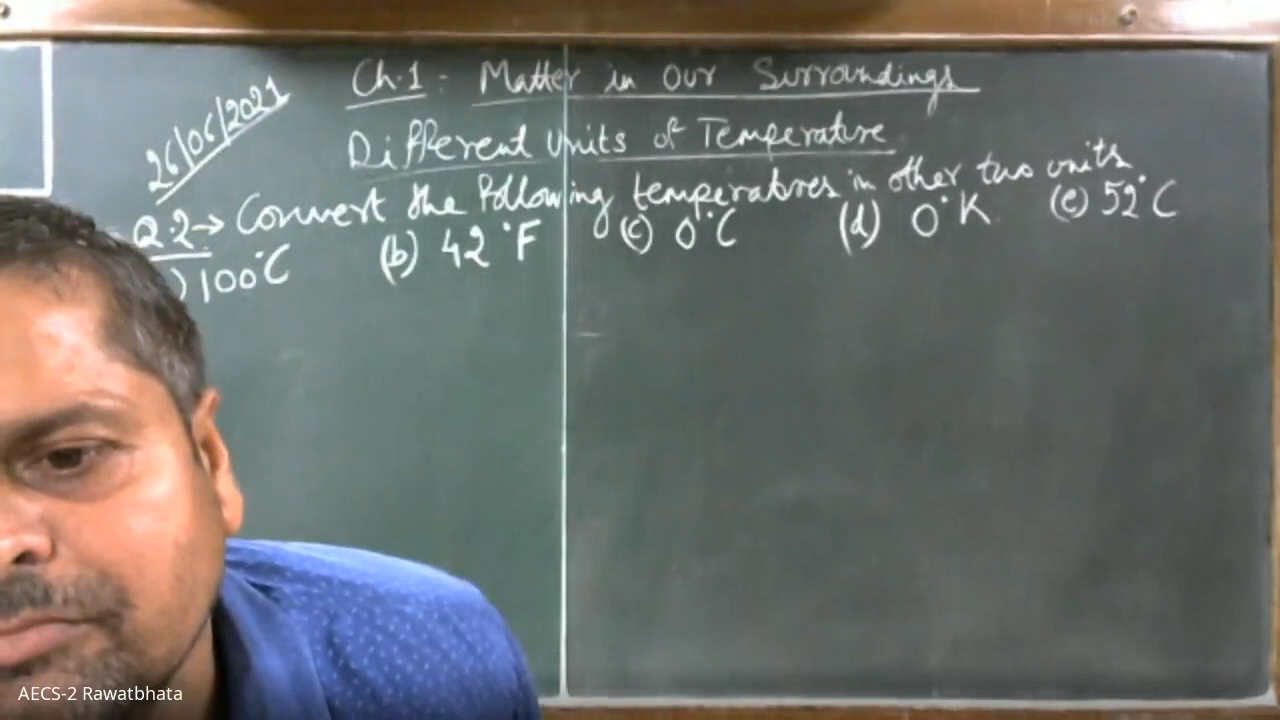 Ch.1 : Matter in Our Surroundings
26/06/2021
Different Units of Temperature
Q.2→ Convert the following temperatures in other two units.
) 100°C (b) 42°F (c) 0°C (d) 0°K. (e) 52°C
AECS-2 Rawatbhata